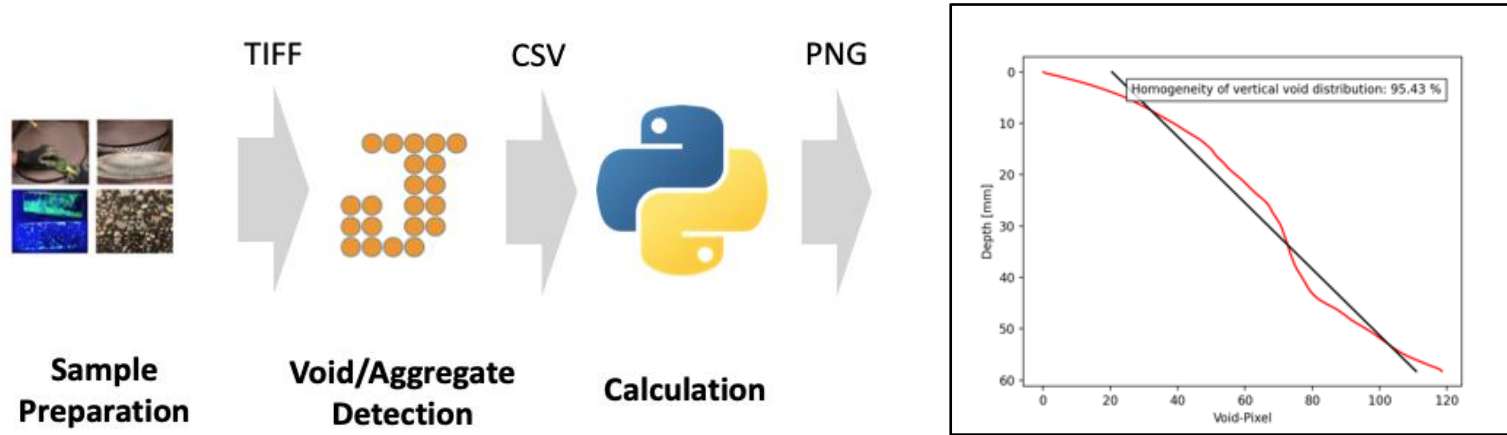 TIFF
CSV
PNG
Sample
Preparation
Void/Aggregate
Detection
Calculation
Homogeneity of vertical void distribution: 95.43 %
Depth [mm]
0
10
20
30
40
50
60
0 20 40 60 80 100 120
Void-Pixel